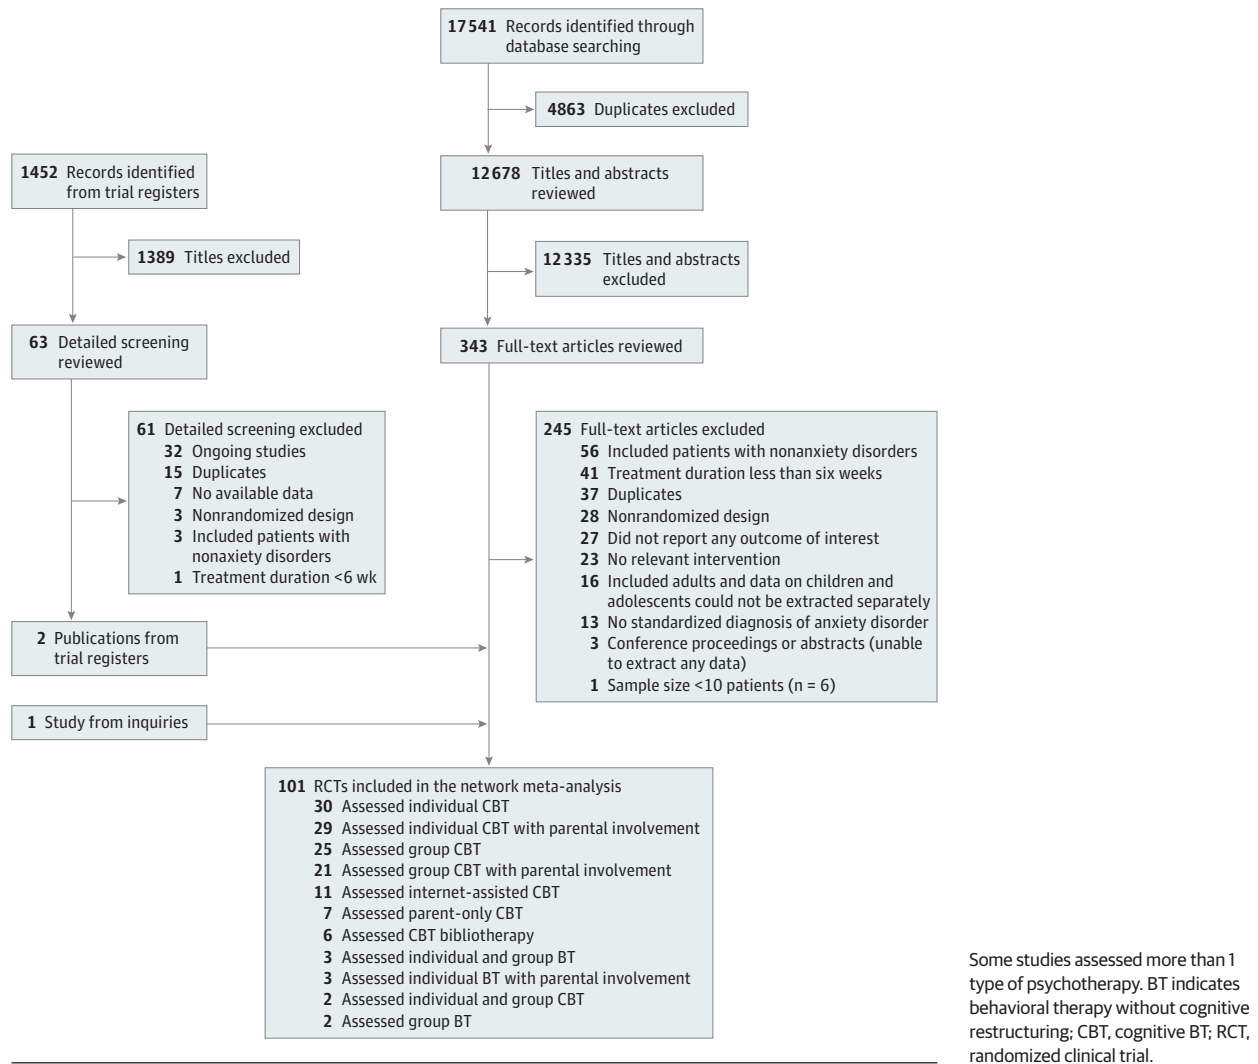 17541 Records identified through
database searching
4863 Duplicates excluded
1452 Records identified
from trial registers
12678 Titles and abstracts
reviewed
1389 Titles excluded
12335 Titles and abstracts
excluded
63 Detailed screening
reviewed
343 Full-text articles reviewed
61 Detailed screening excluded
32 Ongoing studies
15 Duplicates
7 No available data
3 Nonrandomized design
3 Included patients with
nonaxiety disorders
1 Treatment duration <6 wk
245 Full-text articles excluded
56 Included patients with nonanxiety disorders
41 Treatment duration less than six weeks
37 Duplicates
28 Nonrandomized design
27 Did not report any outcome of interest
23 No relevant intervention
16 Included adults and data on children and
adolescents could not be extracted separately
13 No standardized diagnosis of anxiety disorder
3 Conference proceedings or abstracts (unable
to extract any data)
1 Sample size <10 patients (n = 6)
2 Publications from
trial registers
1 Study from inquiries
101 RCTs included in the network meta-analysis
30 Assessed individual CBT
29 Assessed individual CBT with parental involvement
25 Assessed group CBT
21 Assessed group CBT with parental involvement
11 Assessed internet-assisted CBT
7 Assessed parent-only CBT
6 Assessed CBT bibliotherapy
3 Assessed individual and group BT
3 Assessed individual BT with parental involvement
2 Assessed individual and group CBT
2 Assessed group BT
Some studies assessed more than 1
type of psychotherapy. BT indicates
behavioral therapy without cognitive
restructuring; CBT, cognitive BT; RCT,
randomized clinical trial.